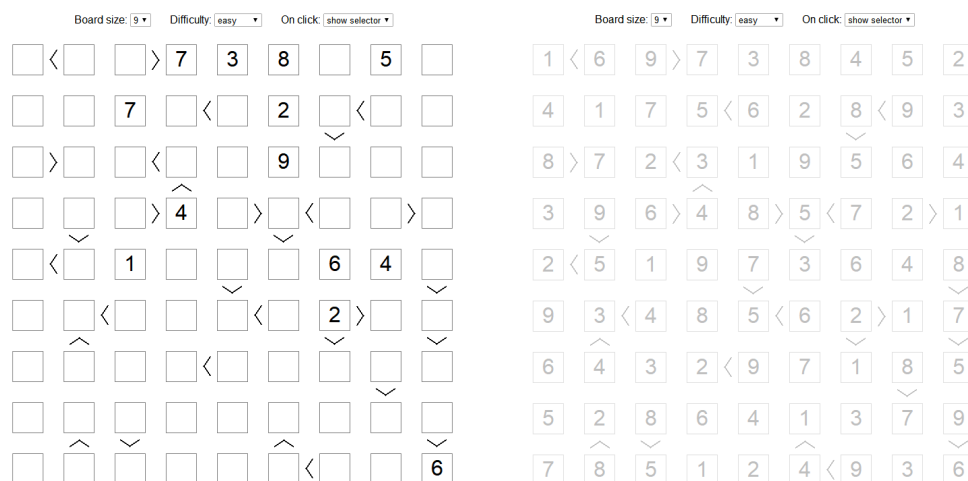 Board size: 9 Difficulty: easy On click: show selector
< > 7 3 8 5
7 < 2 <
∨
> < 9
∧
> 4 > < >
∨ ∨
< 1 6 4
∨ ∨
< < 2 >
∧ ∨ ∨
<
∨
∧ ∨ ∧ ∨
< 6
Board size: 9 Difficulty: easy On click: show selector
1 < 6 9 > 7 3 8 4 5 2
4 1 7 5 < 6 2 8 < 9 3
∨
8 > 7 2 < 3 1 9 5 6 4
∧
3 9 6 > 4 8 > 5 < 7 2 > 1
∨ ∨
2 < 5 1 9 7 3 6 4 8
∨ ∨
9 3 < 4 8 5 < 6 2 > 1 7
∧ ∨ ∨
6 4 3 2 < 9 7 1 8 5
∨
5 2 8 6 4 1 3 7 9
∧ ∨ ∧ ∨
7 8 5 1 2 4 < 9 3 6